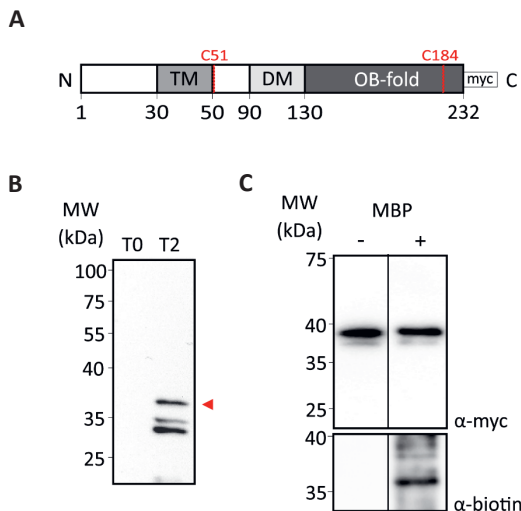 A
C51 C184
N TM DM OB-fold myc C
1 30 50 90 130 232
B
MW
(kDa) T0 T2
100
75
55
40
35
25
C
MW MBP
(kDa) - +
75
40
35
25
α-myc
40
35
α-biotin